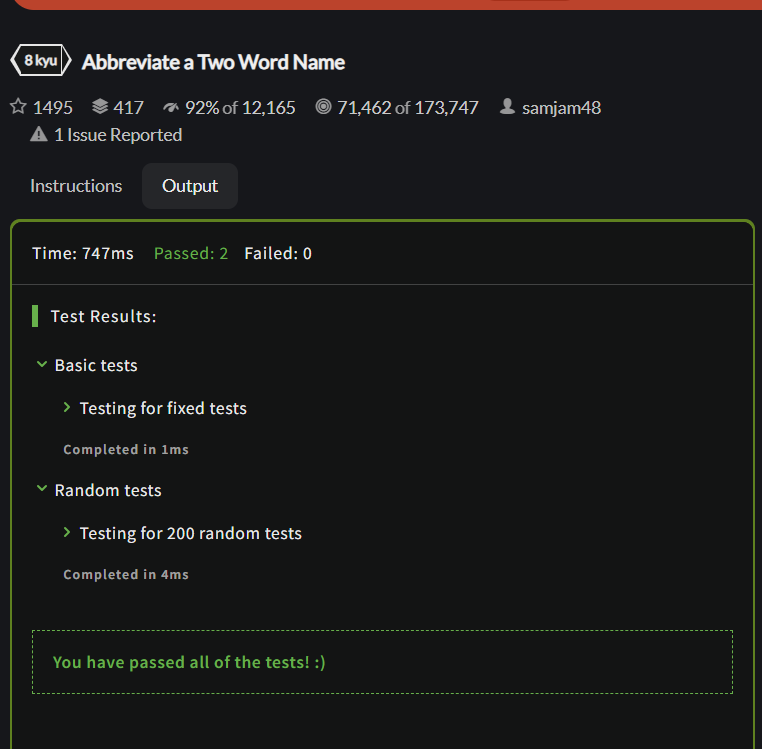 8 kyu Abbreviate a Two Word Name
1495 417 92% of 12,165 71,462 of 173,747 samjam48
1 Issue Reported
Instructions Output
Time: 747ms Passed: 2 Failed: 0
Test Results:
Basic tests
Testing for fixed tests
Completed in 1ms
Random tests
Testing for 200 random tests
Completed in 4ms
You have passed all of the tests! :)